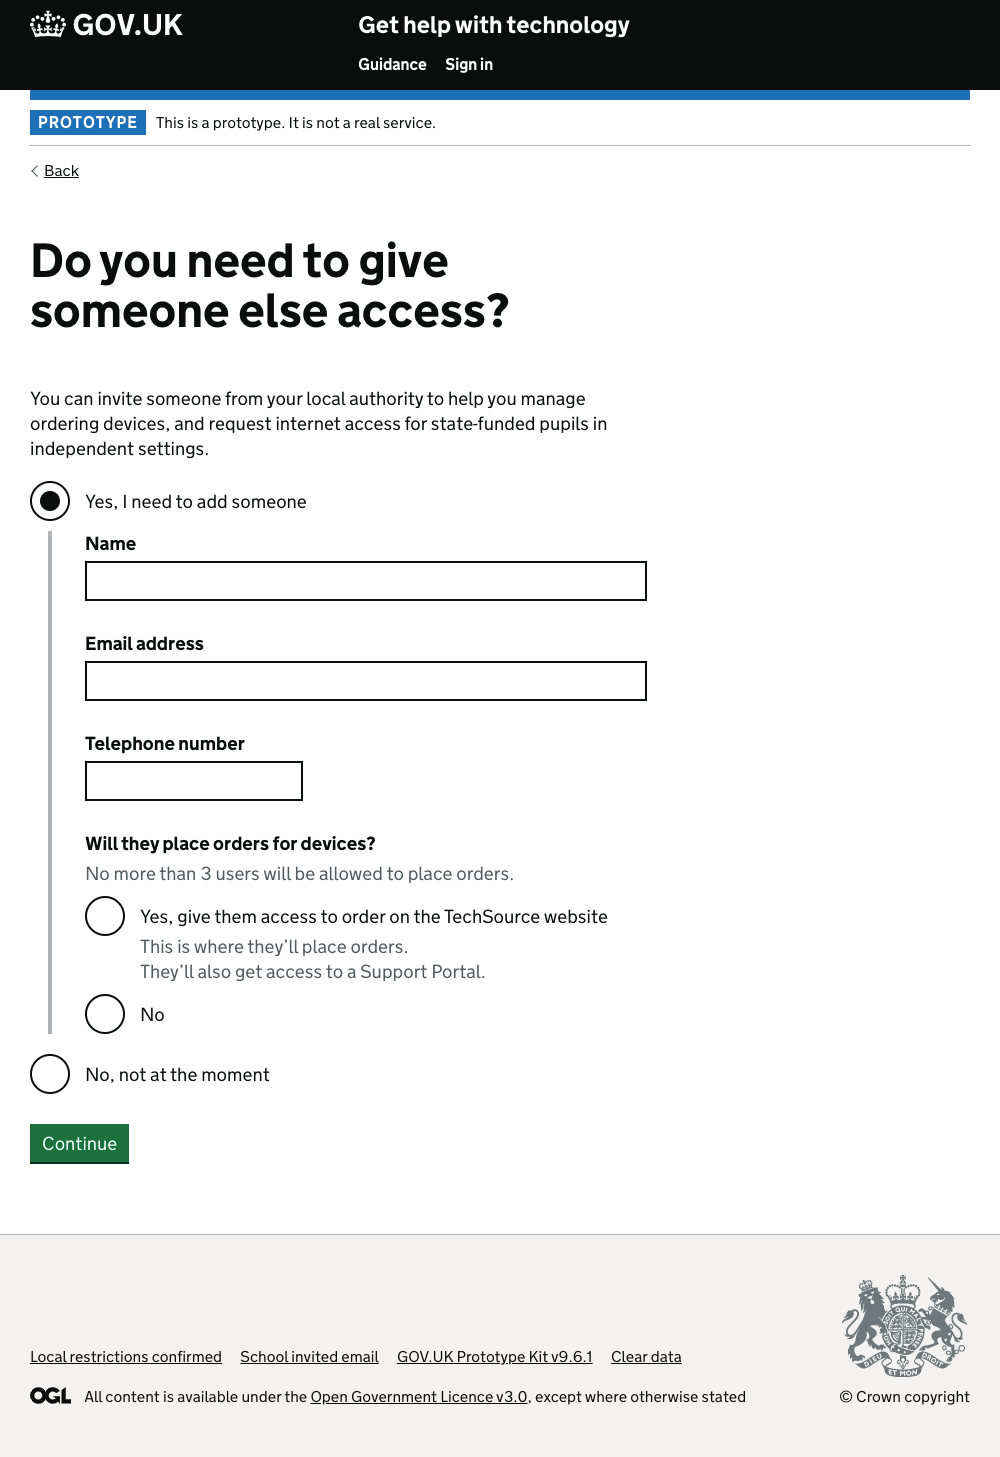 GOV.UK
Get help with technology
Guidance Sign in
PROTOTYPE This is a prototype. It is not a real service.
Back
Do you need to give
someone else access?
You can invite someone from your local authority to help you manage
ordering devices, and request internet access for state-funded pupils in
independent settings.
Yes, I need to add someone
Name
Email address
Telephone number
Will they place orders for devices?
No more than 3 users will be allowed to place orders.
Yes, give them access to order on the TechSource website
This is where they’ll place orders.
They’ll also get access to a Support Portal.
No
No, not at the moment
Continue
Local restrictions confirmed School invited email GOV.UK Prototype Kit v9.6.1 Clear data
OGL All content is available under the Open Government Licence v3.0, except where otherwise stated
© Crown copyright